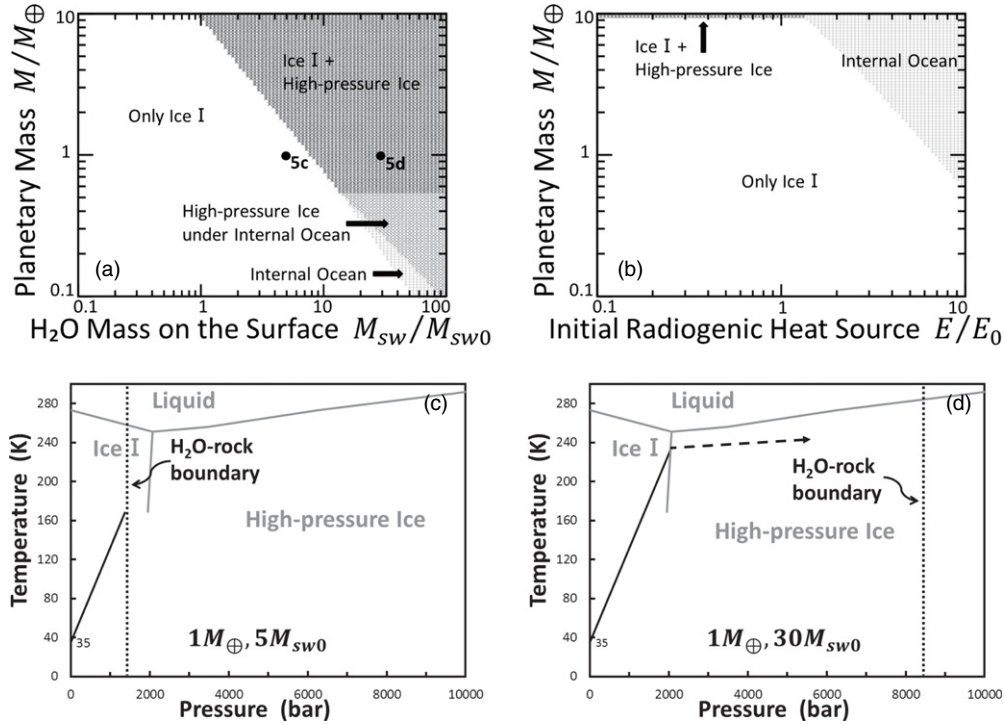 10
Planetary Mass M/M⊕
1
0.1
Ice I +
High-pressure Ice
Only Ice I
5c
5d
High-pressure Ice
under Internal Ocean
Internal Ocean
(a)
0.1
1
10
100
H₂O Mass on the Surface M_sw/M_sw0
10
Planetary Mass M/M⊕
1
0.1
Ice I +
High-pressure Ice
Internal Ocean
Only Ice I
(b)
0.1
1
10
Initial Radiogenic Heat Source E/E₀
Temperature (K)
280
240
200
160
120
80
40
0
Liquid
(c)
Ice I
H₂O-rock
boundary
High-pressure Ice
35
1M⊕, 5M_sw0
0
2000
4000
6000
8000
10000
Pressure (bar)
Temperature (K)
280
240
200
160
120
80
40
0
Liquid
(d)
Ice I
H₂O-rock
boundary
High-pressure Ice
35
1M⊕, 30M_sw0
0
2000
4000
6000
8000
10000
Pressure (bar)